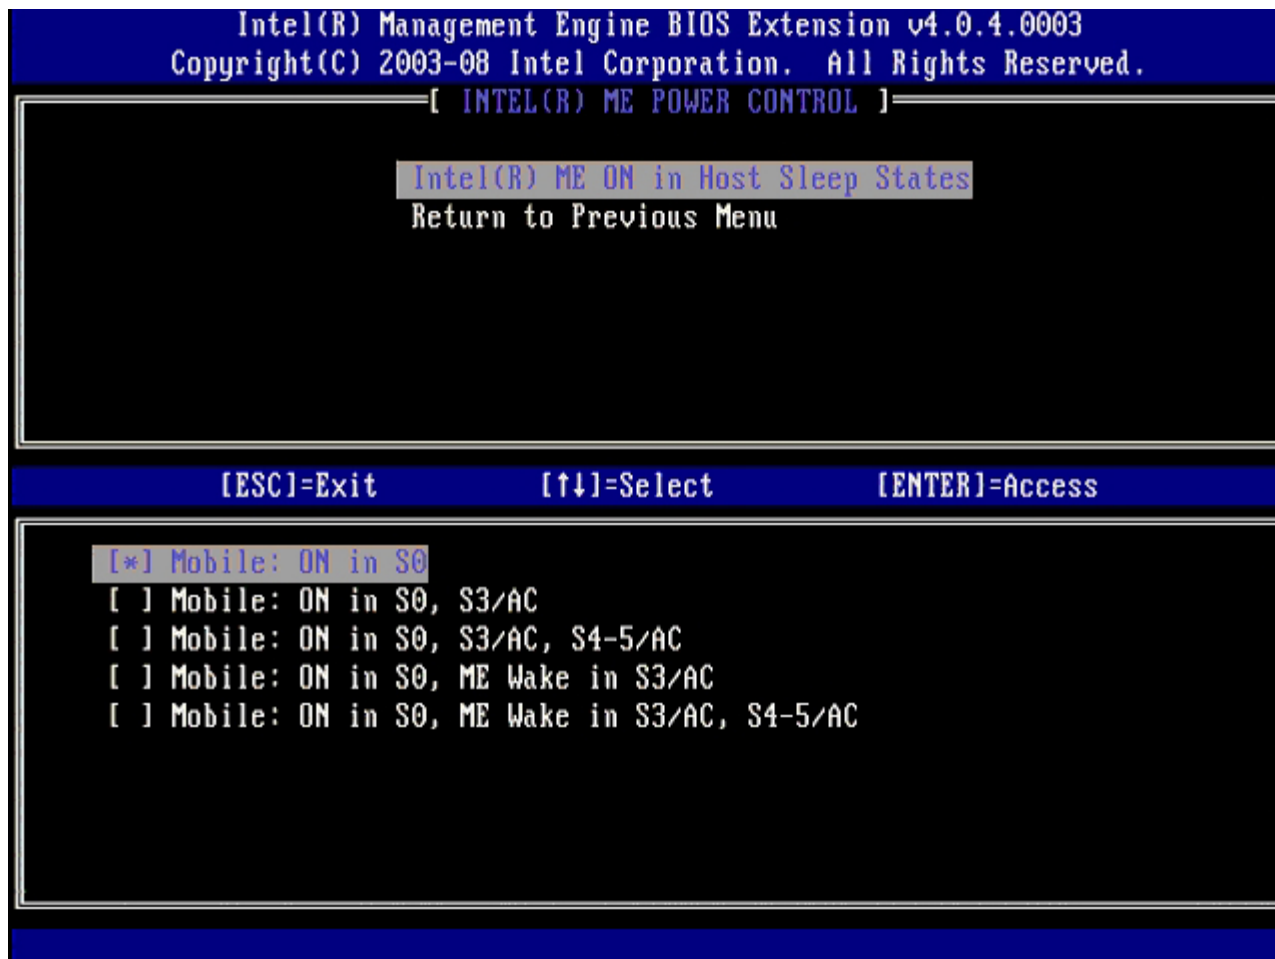 Intel(R) Management Engine BIOS Extension v4.0.4.0003
Copyright(C) 2003-08 Intel Corporation. All Rights Reserved.
[ INTEL(R) ME POWER CONTROL ]
Intel(R) ME ON in Host Sleep States
Return to Previous Menu
[ESC]=Exit [↑↓]=Select [ENTER]=Access
[*] Mobile: ON in S0
[ ] Mobile: ON in S0, S3/AC
[ ] Mobile: ON in S0, S3/AC, S4-5/AC
[ ] Mobile: ON in S0, ME Wake in S3/AC
[ ] Mobile: ON in S0, ME Wake in S3/AC, S4-5/AC